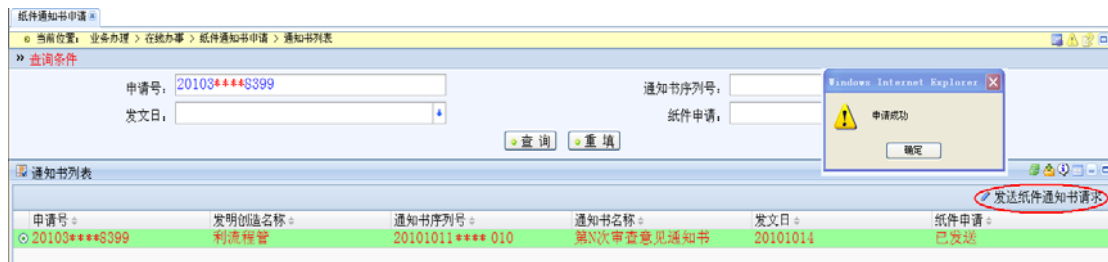 纸件通知书申请
当前位置： 业务办理 > 在线办事 > 纸件通知书申请 > 通知书列表
» 查询条件
申请号： 20103****8399 通知书序列号：
发文日： 纸件申请：
查 询 重 填
Windows Internet Explorer
申请成功
确定
通知书列表
发送纸件通知书请求
申请号 发明创造名称 通知书序列号 通知书名称 发文日 纸件申请
20103****8399 利流程管 20101011**** 010 第N次审查意见通知书 20101014 已发送